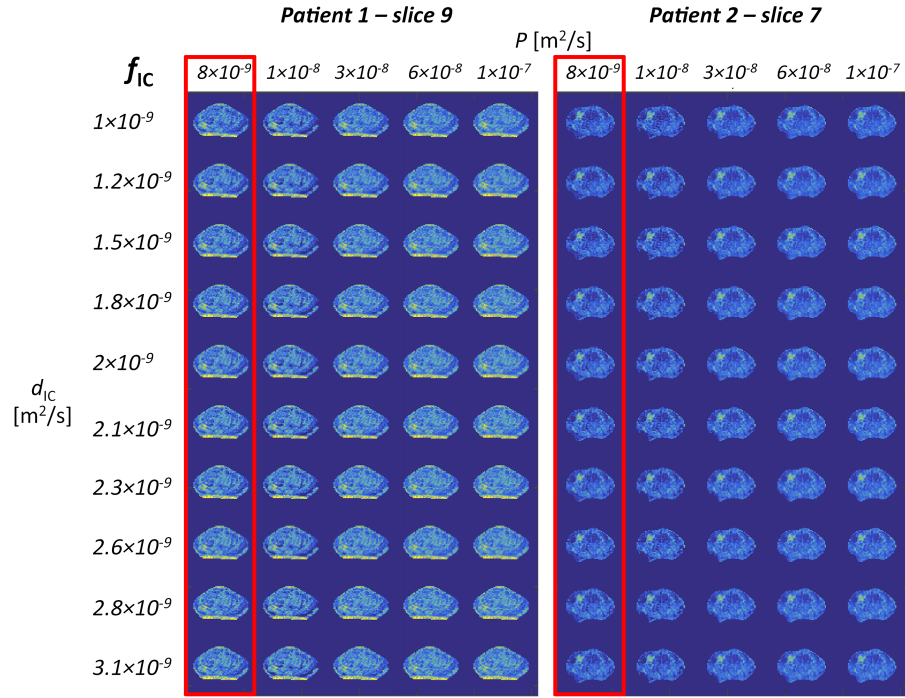 Patient 1 – slice 9 Patient 2 – slice 7
P [m²/s]
f_IC 8×10⁻⁹ 1×10⁻⁸ 3×10⁻⁸ 6×10⁻⁸ 1×10⁻⁷ 8×10⁻⁹ 1×10⁻⁸ 3×10⁻⁸ 6×10⁻⁸ 1×10⁻⁷
1×10⁻⁹
1.2×10⁻⁹
1.5×10⁻⁹
1.8×10⁻⁹
2×10⁻⁹
d_IC
[m²/s]
2.1×10⁻⁹
2.3×10⁻⁹
2.6×10⁻⁹
2.8×10⁻⁹
3.1×10⁻⁹